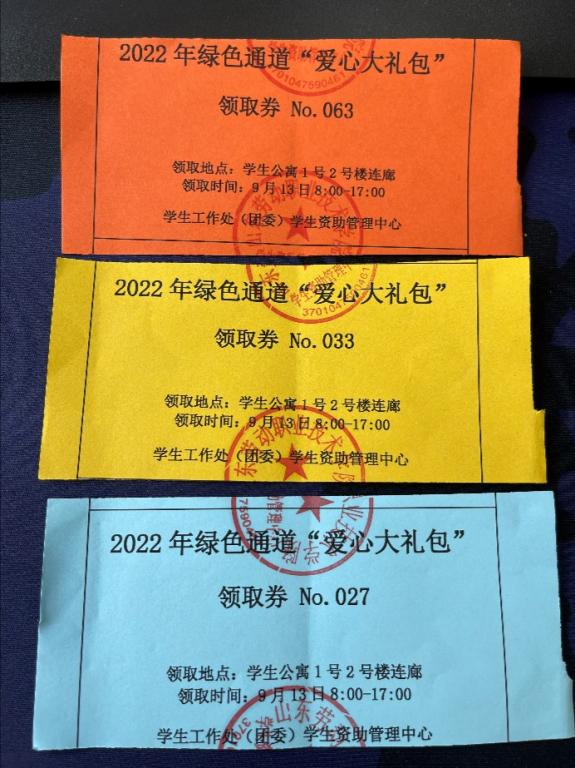 2022年绿色通道“爱心大礼包”
领取券 No.063
领取地点：学生公寓1号2号楼连廊
领取时间：9月13日8:00-17:00
学生工作处（团委）学生资助管理中心
2022年绿色通道“爱心大礼包”
领取券 No.033
领取地点：学生公寓1号2号楼连廊
领取时间：9月13日8:00-17:00
学生工作处（团委）学生资助管理中心
2022年绿色通道“爱心大礼包”
领取券 No.027
领取地点：学生公寓1号2号楼连廊
领取时间：9月13日8:00-17:00
学生工作处（团委）学生资助管理中心